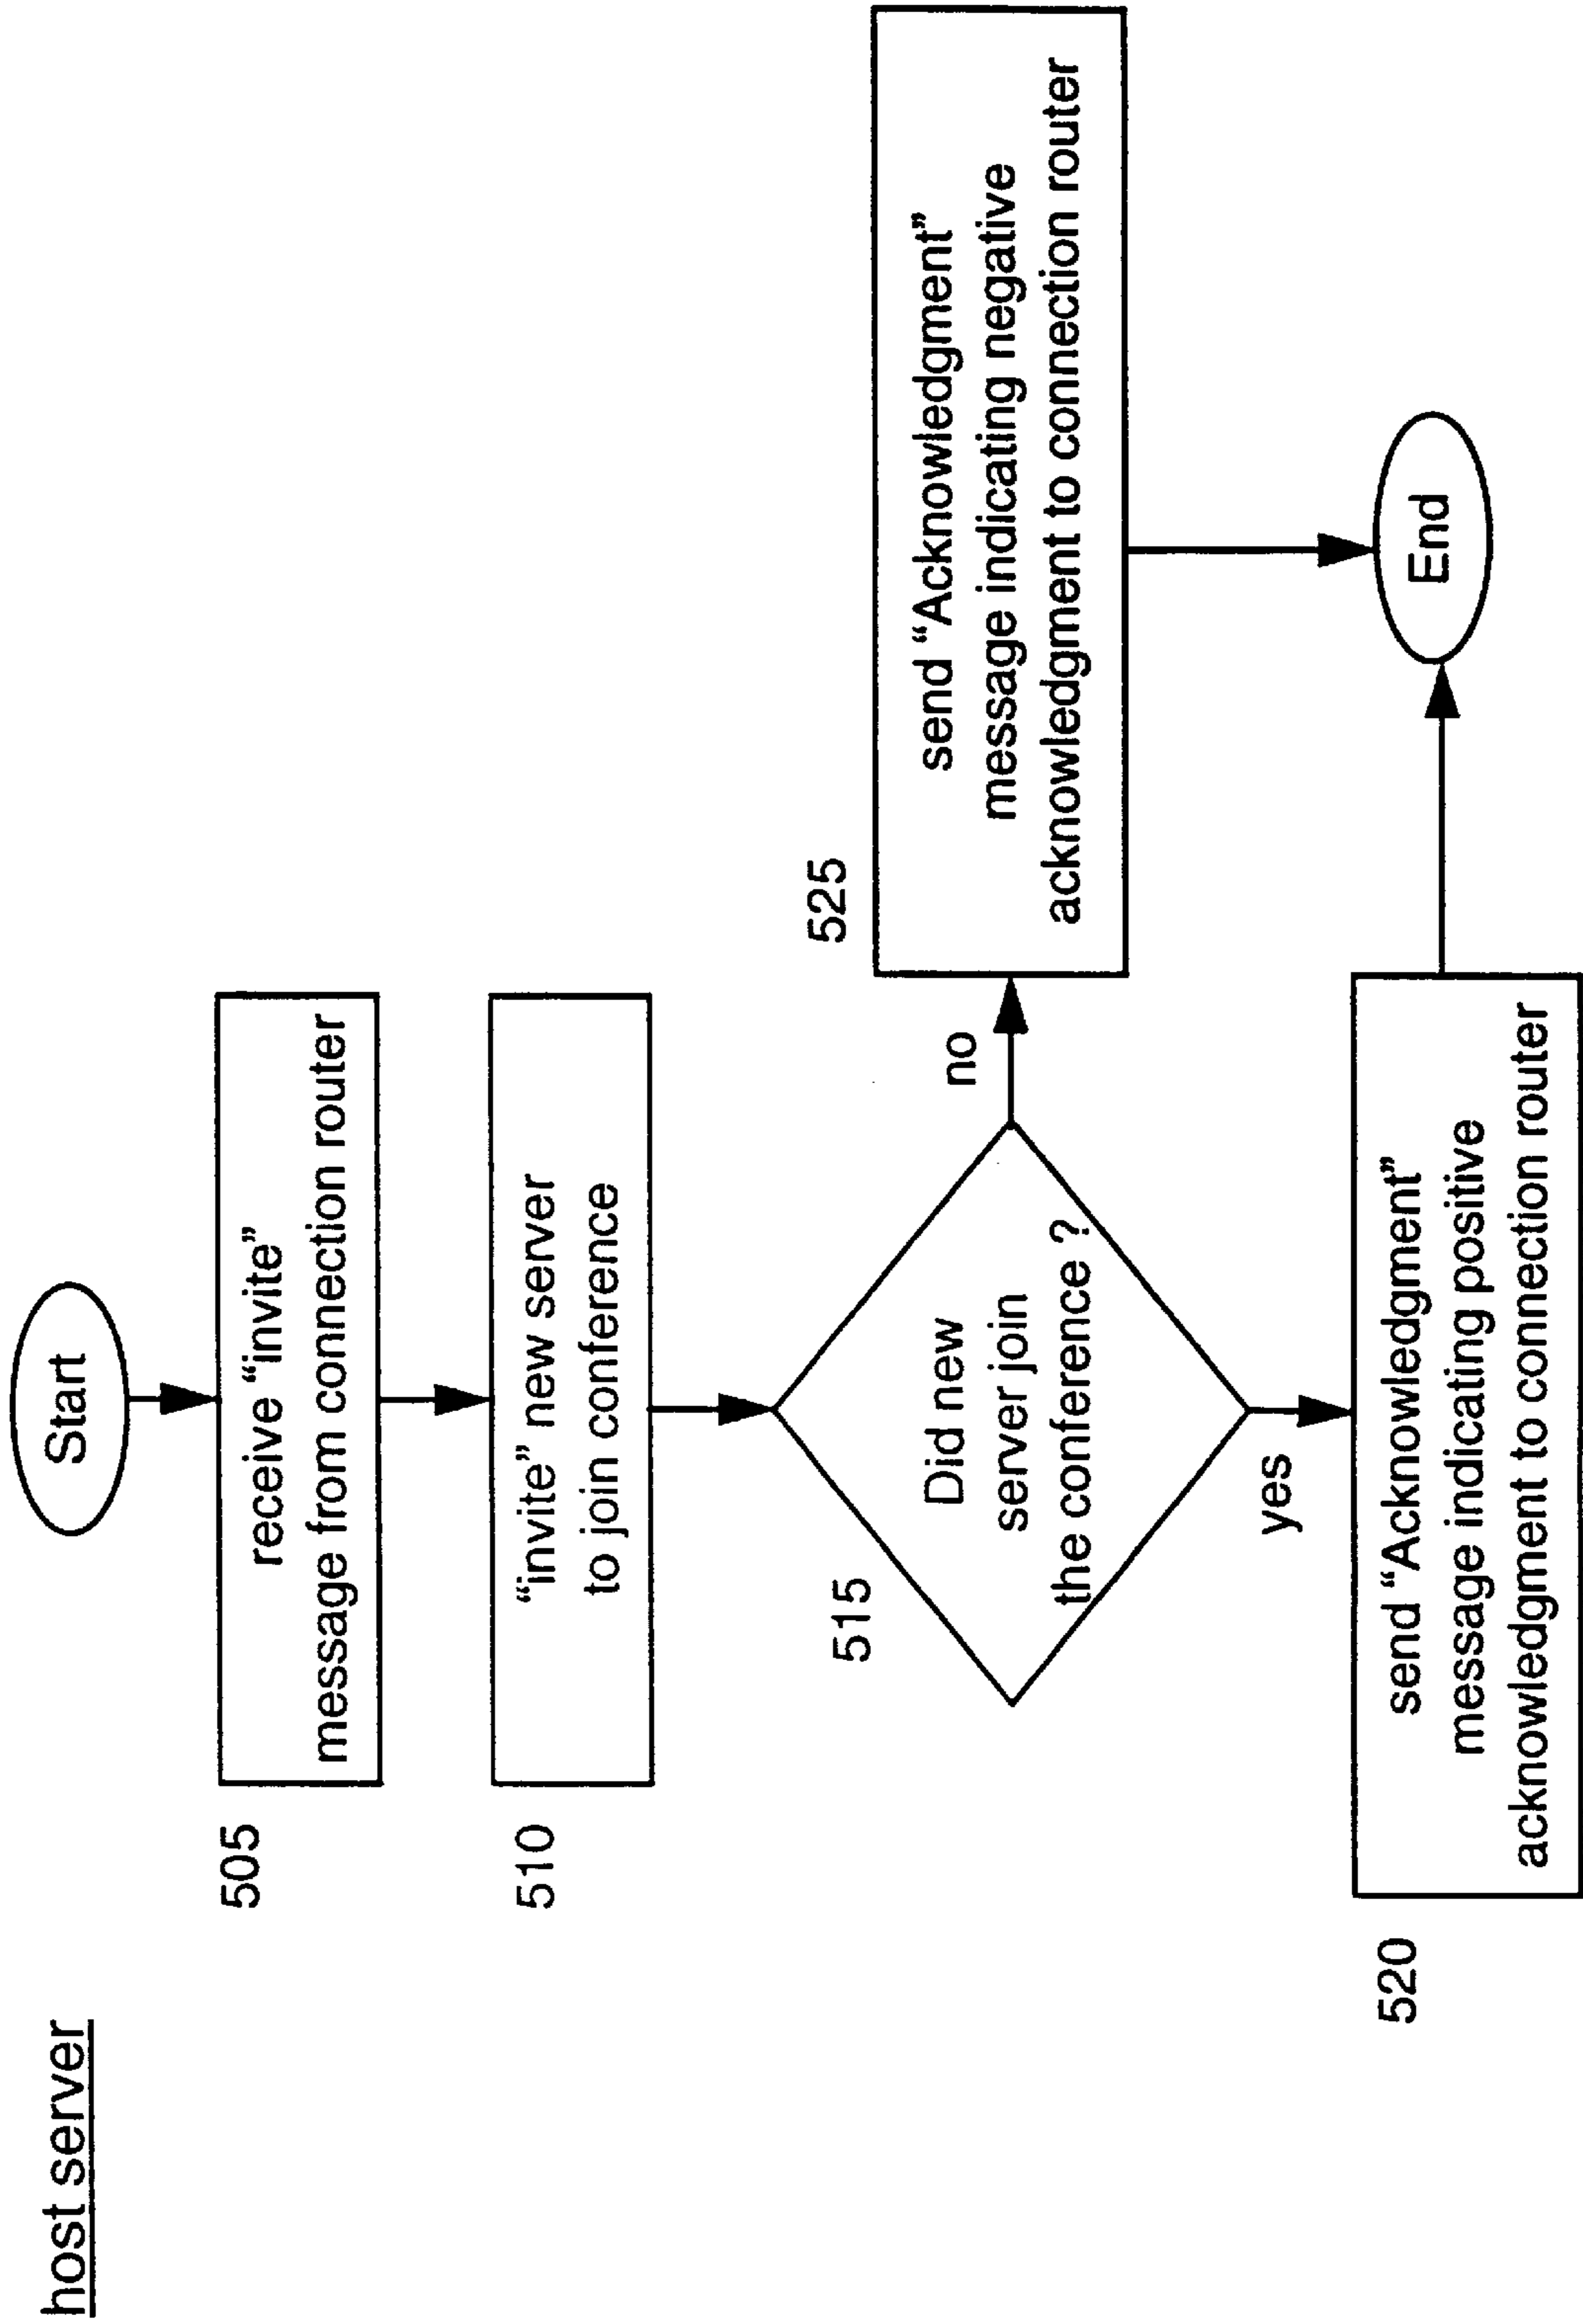 host server
Start
505
receive “invite”
message from connection router
510
“invite” new server
to join conference
515
Did new
server join
the conference ?
no
525
send “Acknowledgment”
message indicating negative
acknowledgment to connection router
yes
520
send “Acknowledgment”
message indicating positive
acknowledgment to connection router
End